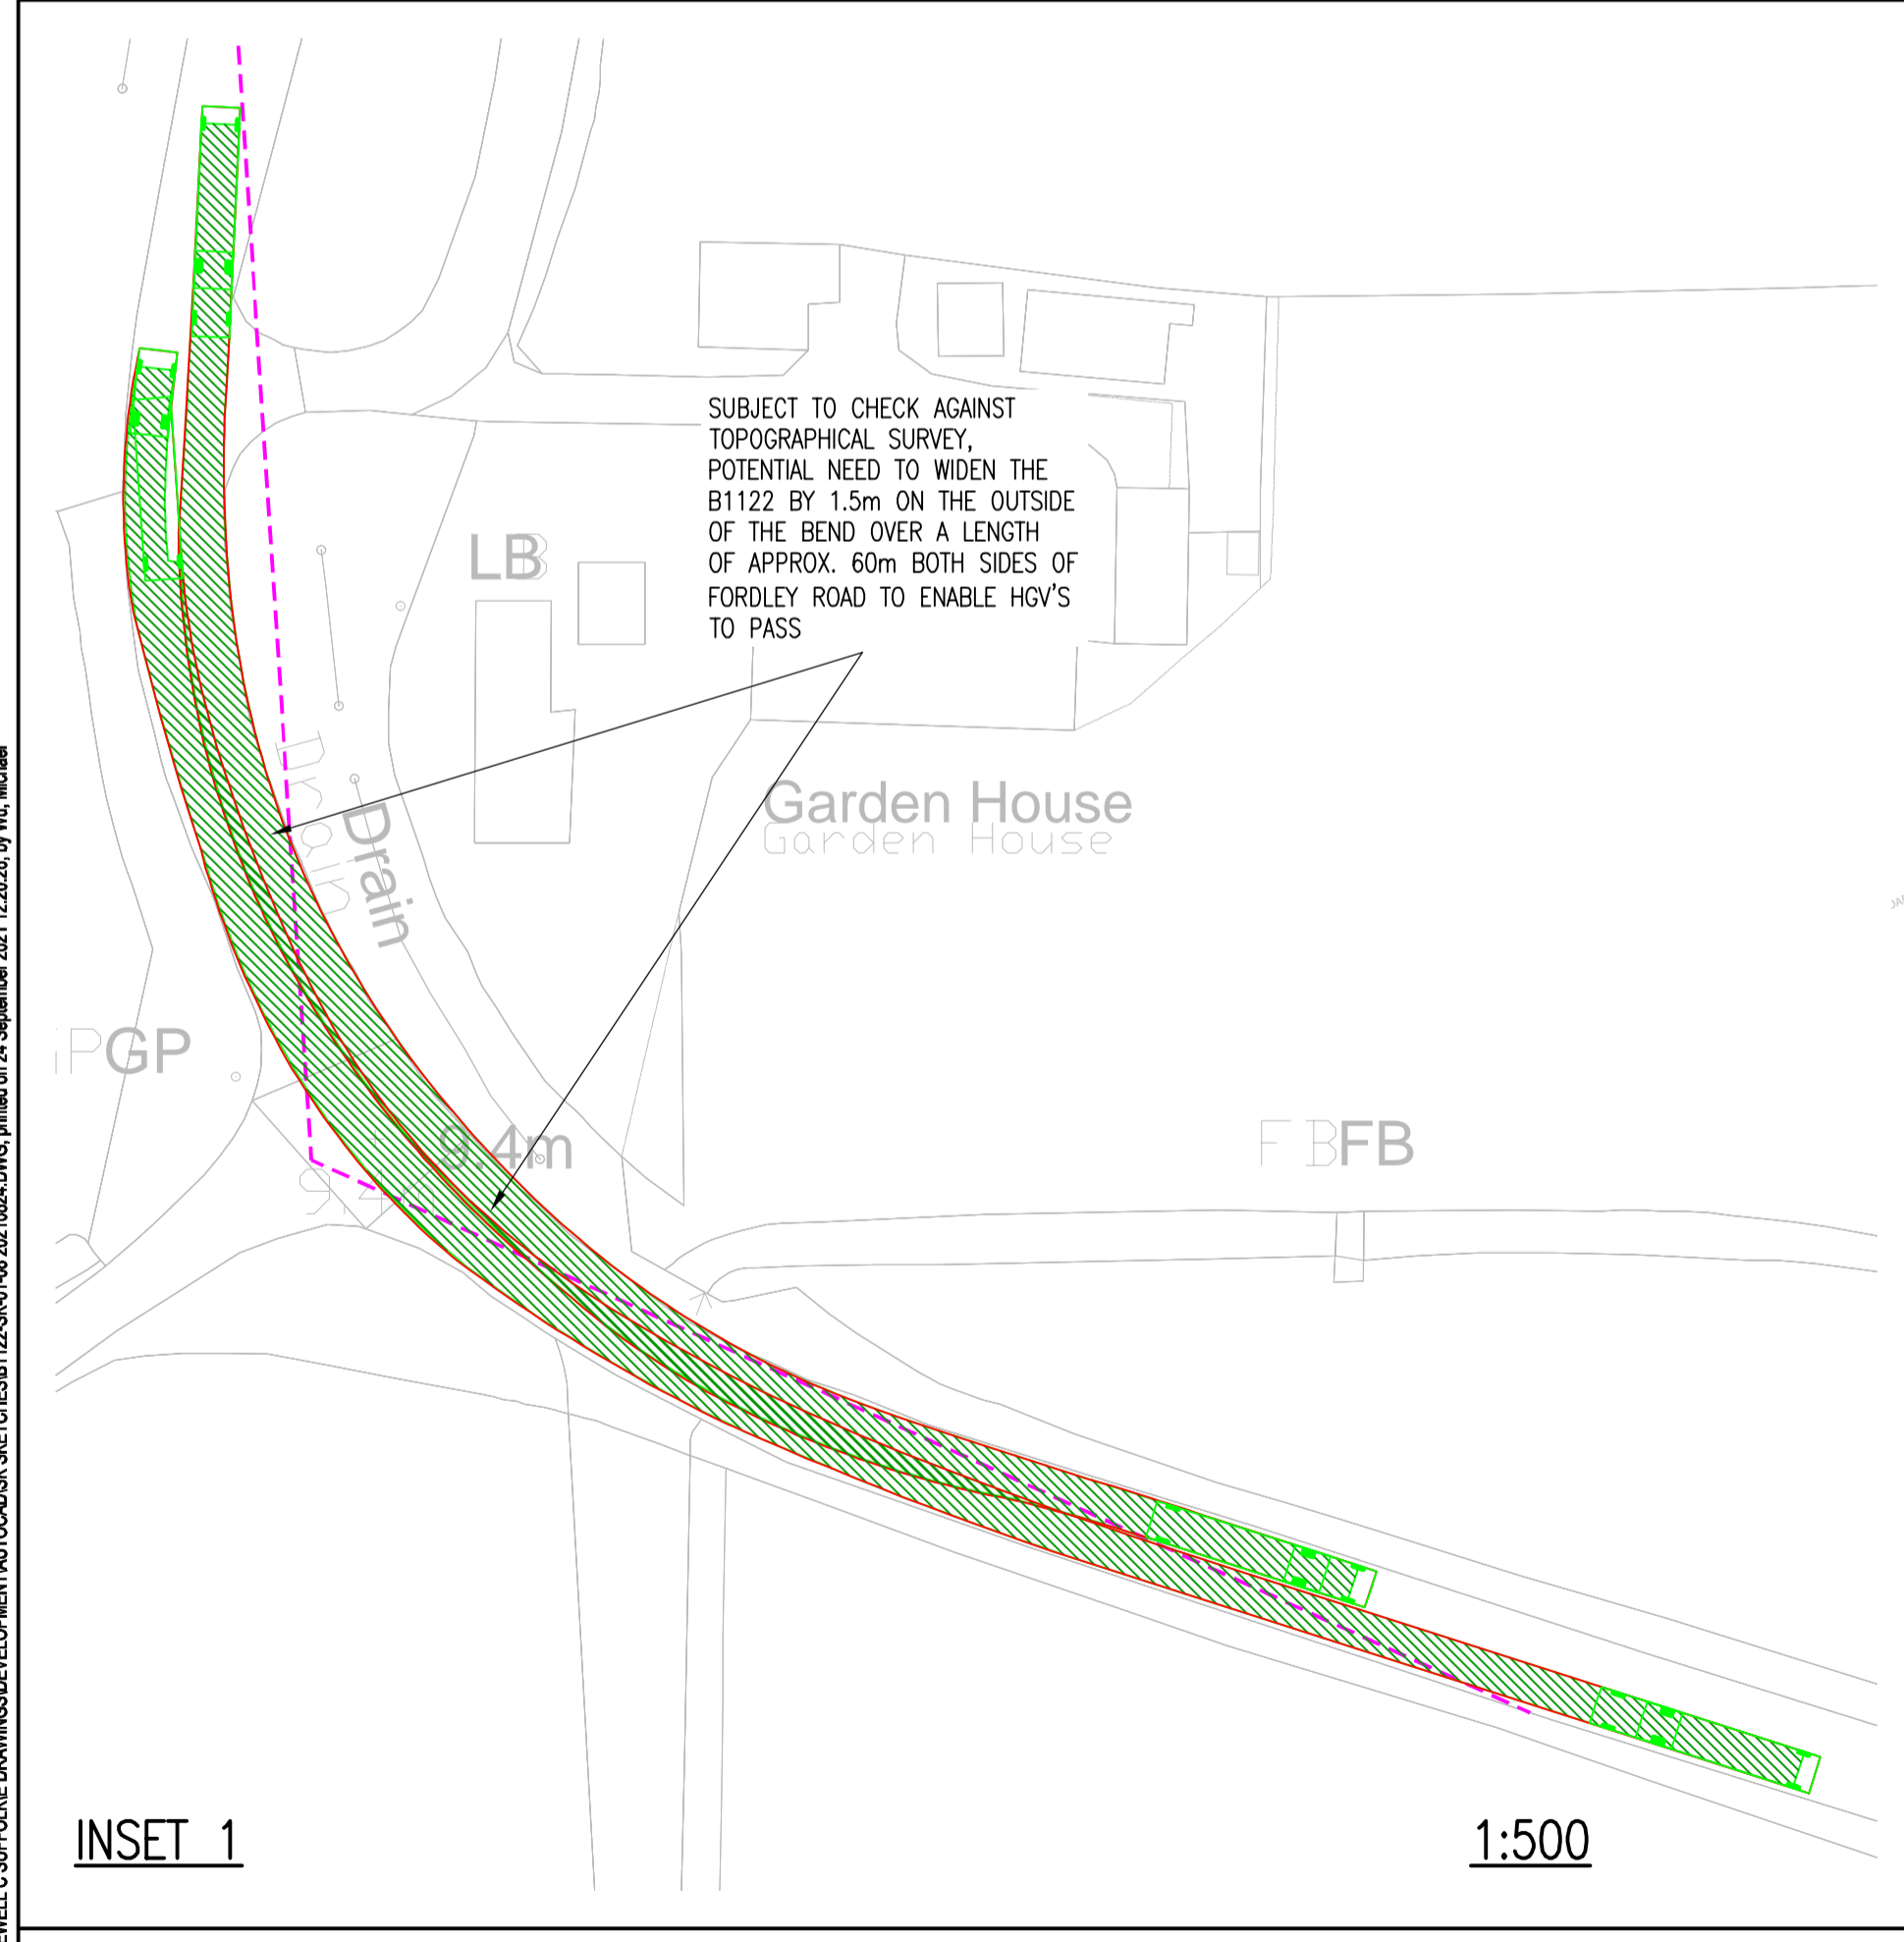 SUBJECT TO CHECK AGAINST
TOPOGRAPHICAL SURVEY,
POTENTIAL NEED TO WIDEN THE
B1122 BY 1.5m ON THE OUTSIDE
OF THE BEND OVER A LENGTH
OF APPROX. 60m BOTH SIDES OF
FORDLEY ROAD TO ENABLE HGV'S
TO PASS
LB
Garden House
Garden House
Drain
Drain
GP
9.4m
FB
FB
INSET 1
1:500